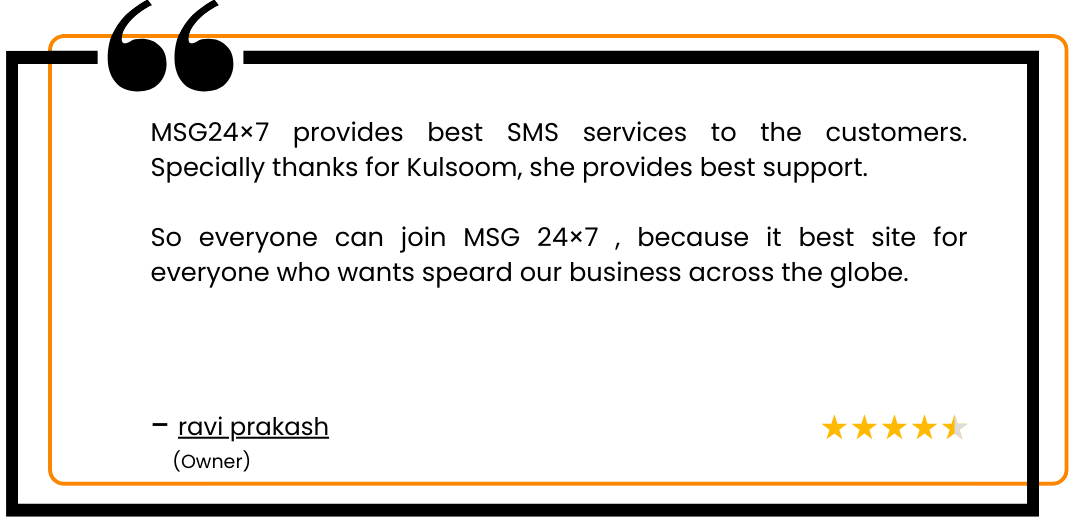 MSG24×7 provides best SMS services to the customers.
Specially thanks for Kulsoom, she provides best support.
So everyone can join MSG 24×7 , because it best site for
everyone who wants speard our business across the globe.
– ravi prakash
(Owner)